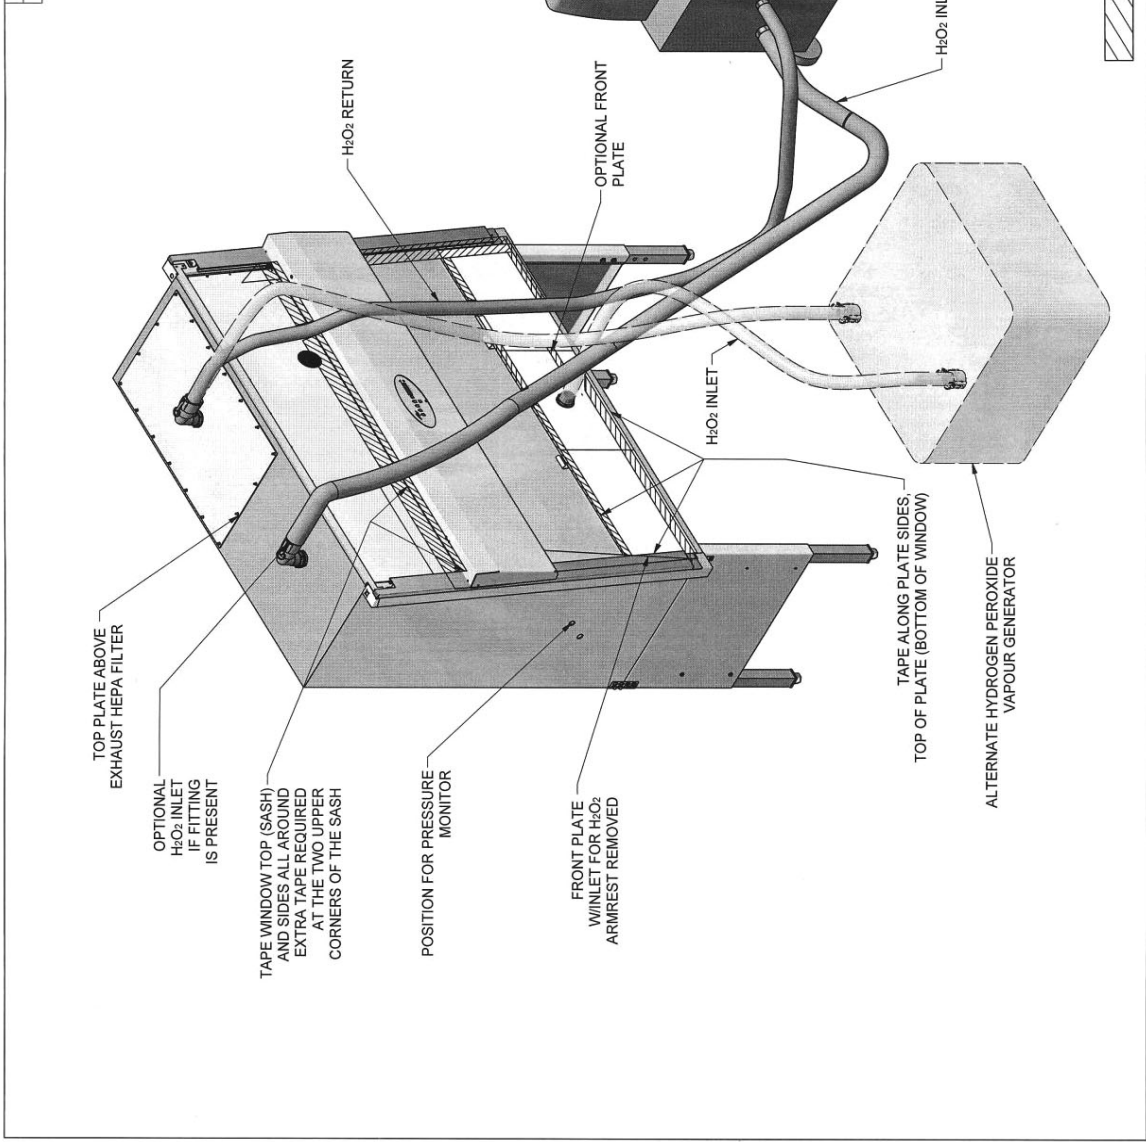 TOP PLATE ABOVE
EXHAUST HEPA FILTER
OPTIONAL
H2O2 INLET
IF FITTING
IS PRESENT
TAPE WINDOW TOP (SASH)
AND SIDES ALL AROUND
EXTRA TAPE REQUIRED
AT THE TWO UPPER
CORNERS OF THE SASH
POSITION FOR PRESSURE
MONITOR
FRONT PLATE
W/INLET FOR H2O2
ARMREST REMOVED
H2O2 RETURN
OPTIONAL FRONT
PLATE
H2O2 INLET
TAPE ALONG PLATE SIDES,
TOP OF PLATE (BOTTOM OF WINDOW)
ALTERNATE HYDROGEN PEROXIDE
VAPOUR GENERATOR
H2O2 INL